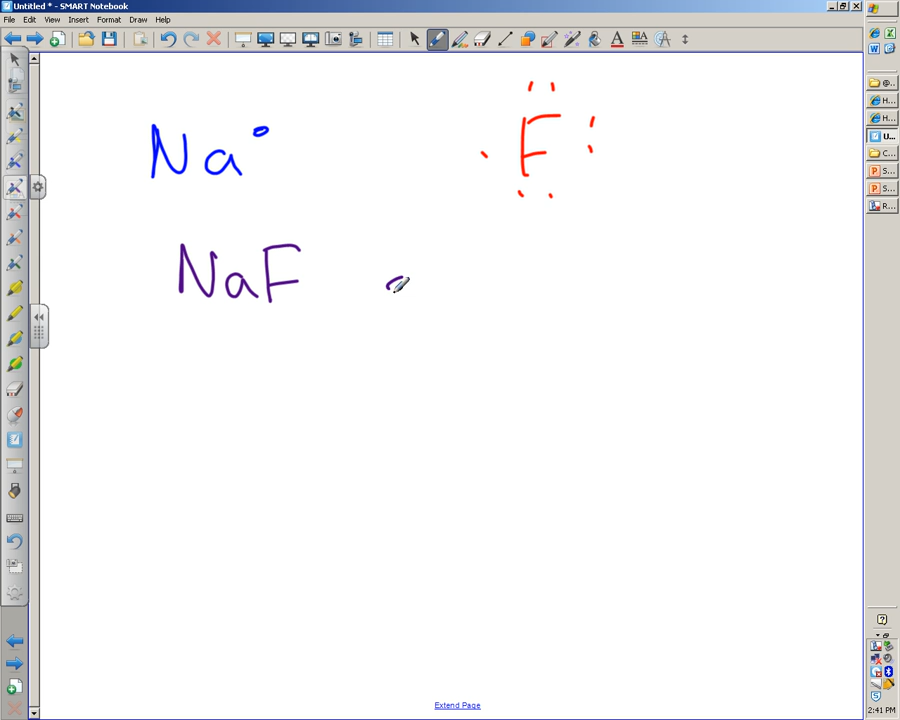 Untitled * - SMART Notebook
File Edit View Insert Format Draw Help
Na
F
NaF
Extend Page
@...
H...
H...
U...
C...
S...
S...
R...
2:41 PM